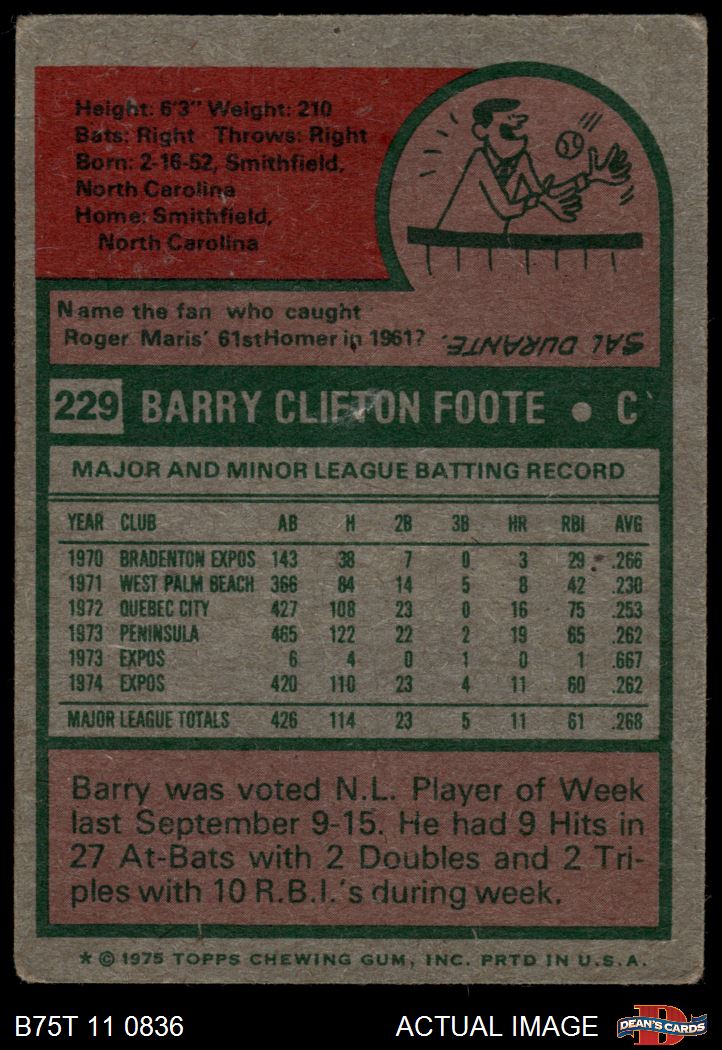 Height: 6'3" Weight: 210
Bats: Right Throws: Right
Born: 2-16-52, Smithfield,
North Carolina
Home: Smithfield,
North Carolina
Name the fan who caught
Roger Maris' 61st Homer in 1961?
SAL DURANTE.
229 BARRY CLIFTON FOOTE • C
MAJOR AND MINOR LEAGUE BATTING RECORD
YEAR CLUB AB H 2B 3B HR RBI AVG
1970 BRADENTON EXPOS 143 38 7 0 3 29 .266
1971 WEST PALM BEACH 366 84 14 5 8 42 .230
1972 QUEBEC CITY 427 108 23 0 16 75 .253
1973 PENINSULA 465 122 22 2 19 65 .262
1973 EXPOS 6 4 0 1 0 1 .667
1974 EXPOS 420 110 23 4 11 60 .262
MAJOR LEAGUE TOTALS 426 114 23 5 11 61 .268
Barry was voted N.L. Player of Week
last September 9-15. He had 9 Hits in
27 At-Bats with 2 Doubles and 2 Tri-
ples with 10 R.B.I.'s during week.
* © 1975 TOPPS CHEWING GUM, INC. PRTD IN U.S.A.
B75T 11 0836 ACTUAL IMAGE
D
DEAN'S CARDS